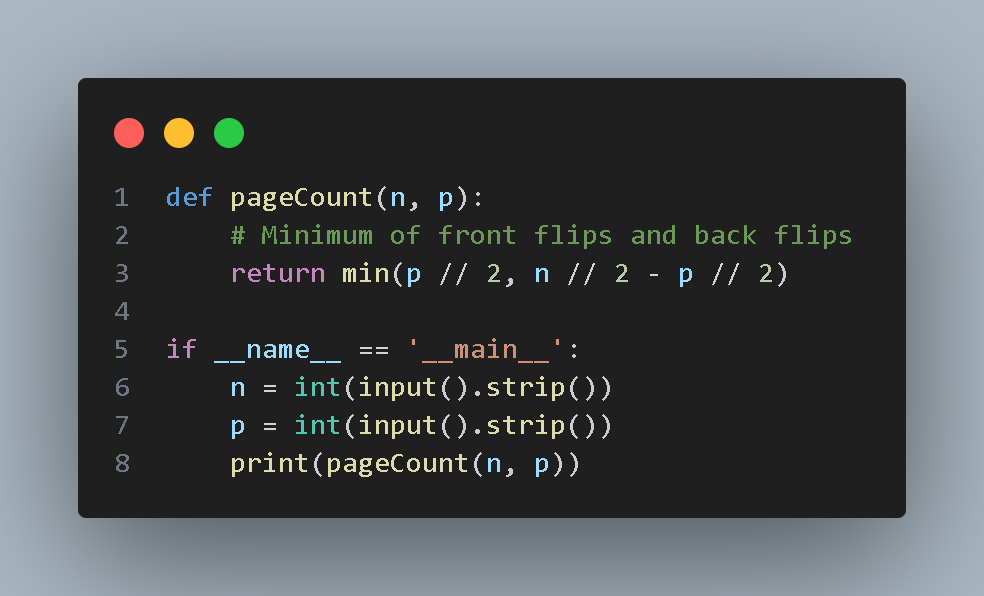 1 def pageCount(n, p):
2     # Minimum of front flips and back flips
3     return min(p // 2, n // 2 - p // 2)
4
5 if __name__ == '__main__':
6     n = int(input().strip())
7     p = int(input().strip())
8     print(pageCount(n, p))